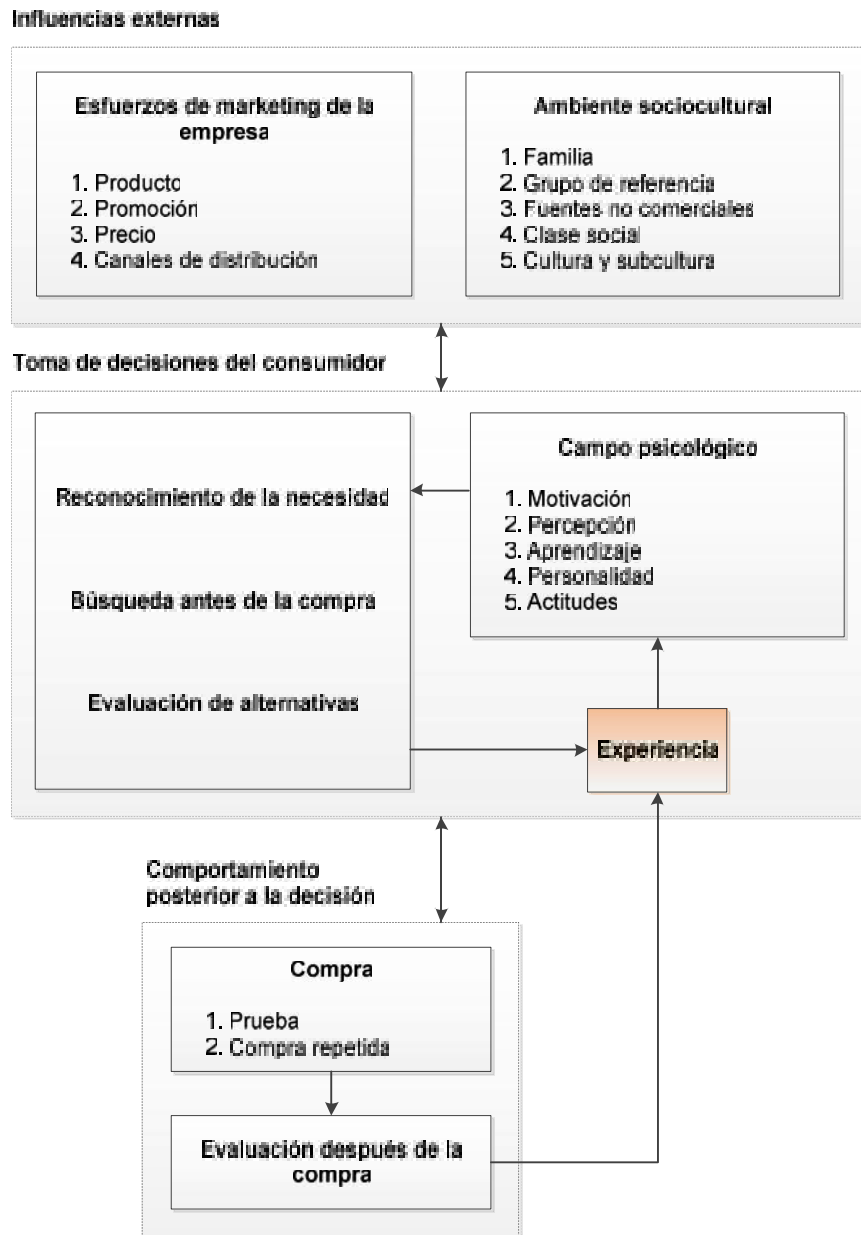 Influencias externas
Esfuerzos de marketing de la
empresa
1. Producto
2. Promoción
3. Precio
4. Canales de distribución
Ambiente sociocultural
1. Familia
2. Grupo de referencia
3. Fuentes no comerciales
4. Clase social
5. Cultura y subcultura
Toma de decisiones del consumidor
Reconocimiento de la necesidad
Búsqueda antes de la compra
Evaluación de alternativas
Campo psicológico
1. Motivación
2. Percepción
3. Aprendizaje
4. Personalidad
5. Actitudes
Experiencia
Comportamiento
posterior a la decisión
Compra
1. Prueba
2. Compra repetida
Evaluación después de la
compra